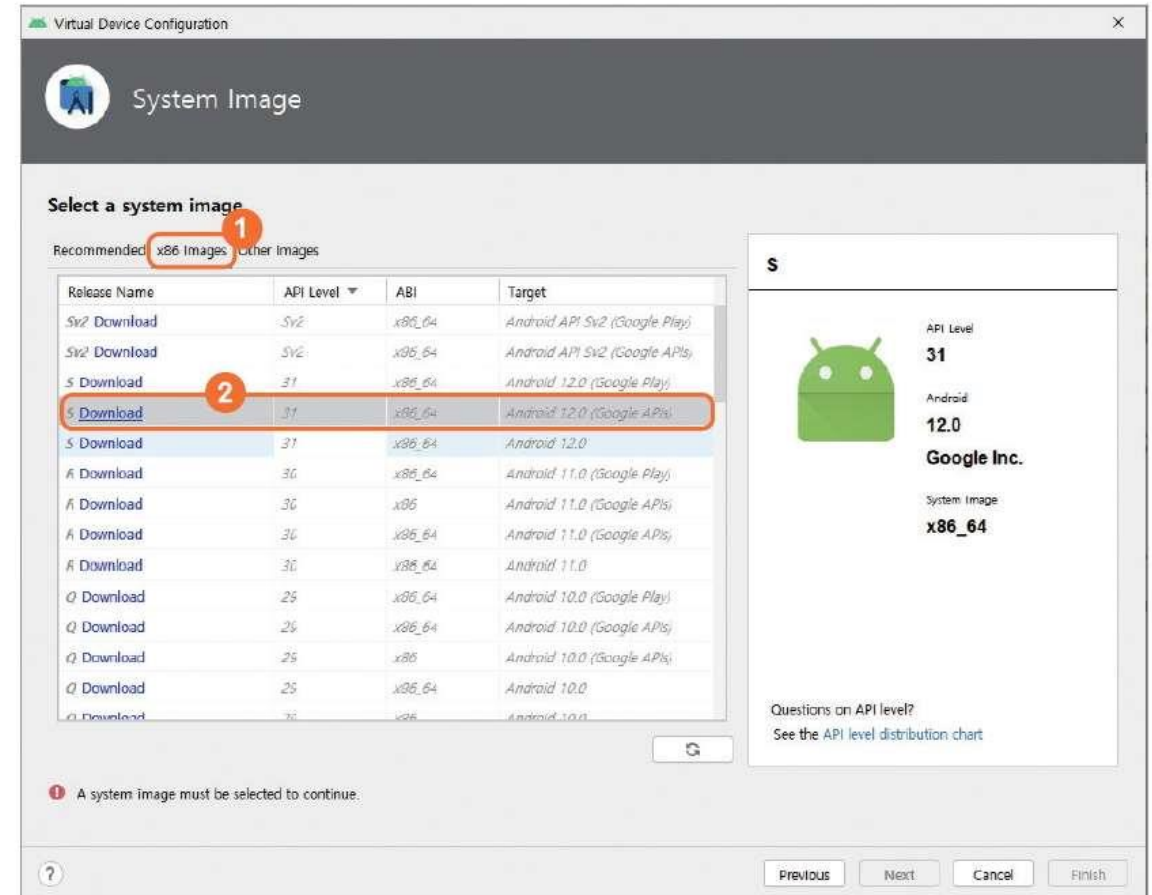 Virtual Device Configuration
System Image
Select a system image
1
Recommended x86 Images Other Images
Release Name API Level ABI Target
Sv2 Download Sv2 x86_64 Android API Sv2 (Google Play)
Sv2 Download Sv2 x86_64 Android API Sv2 (Google APIs)
S Download 31 x86_64 Android 12.0 (Google Play)
2
S Download 31 x86_64 Android 12.0 (Google APIs)
S Download 31 x86_64 Android 12.0
R Download 30 x86_64 Android 11.0 (Google Play)
R Download 30 x86 Android 11.0 (Google APIs)
R Download 30 x86_64 Android 11.0 (Google APIs)
R Download 30 x86_64 Android 11.0
Q Download 29 x86_64 Android 10.0 (Google Play)
Q Download 29 x86_64 Android 10.0 (Google APIs)
Q Download 29 x86 Android 10.0 (Google APIs)
Q Download 29 x86_64 Android 10.0
Q Download x86 Android 10.0
S
API Level
31
Android
12.0
Google Inc.
System Image
x86_64
Questions on API level?
See the API level distribution chart
A system image must be selected to continue.
? Previous Next Cancel Finish